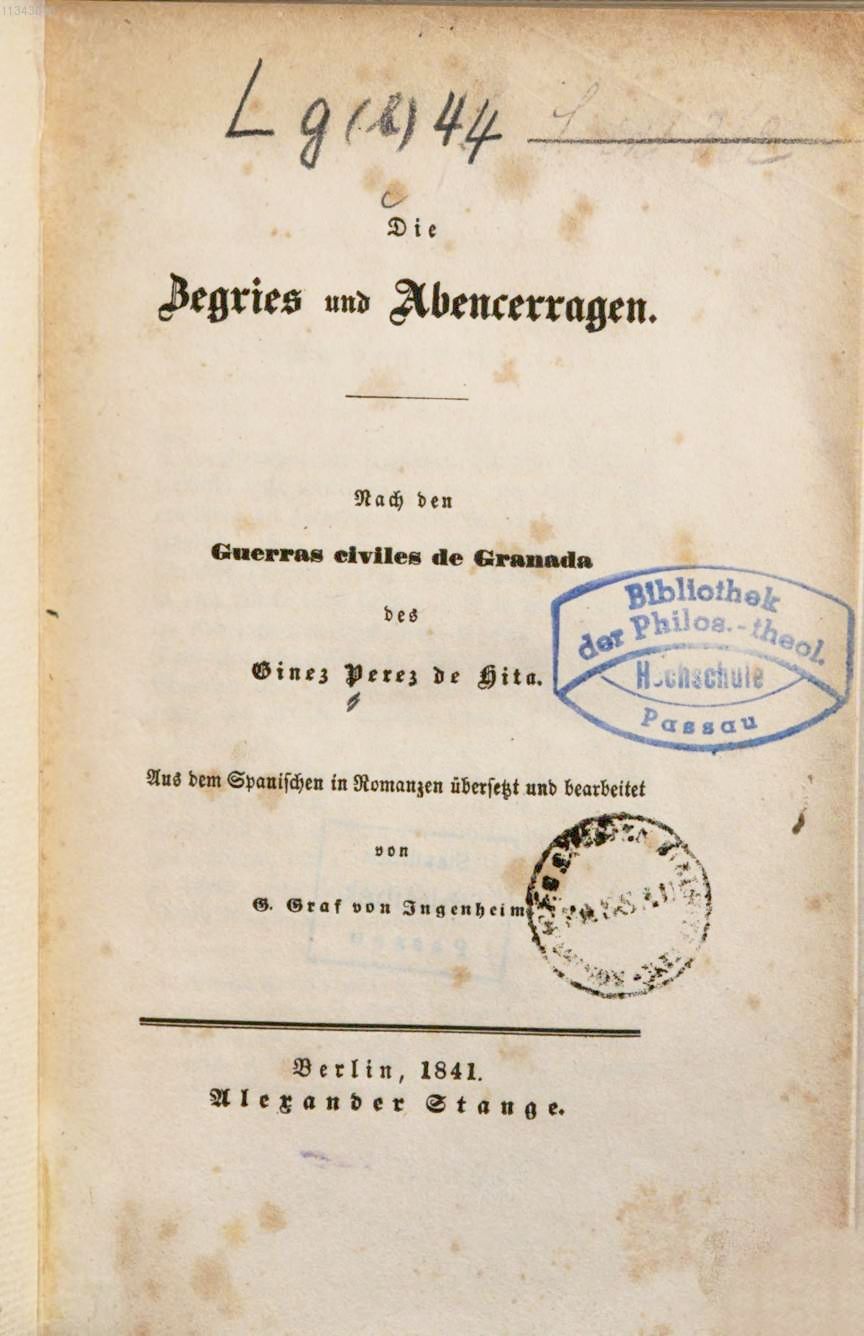 L g (b) 44
Die
Zegries und Abencerragen.
Nach den
Guerras civiles de Granada
des
Ginez Perez de Hita.
Bibliothek
der Philos.-theol.
Hochschule
Passau
Aus dem Spanischen in Romanzen übersetzt und bearbeitet
von
G. Graf von Ingenheim
PASSAU
Berlin, 1841.
Alexander Stange.